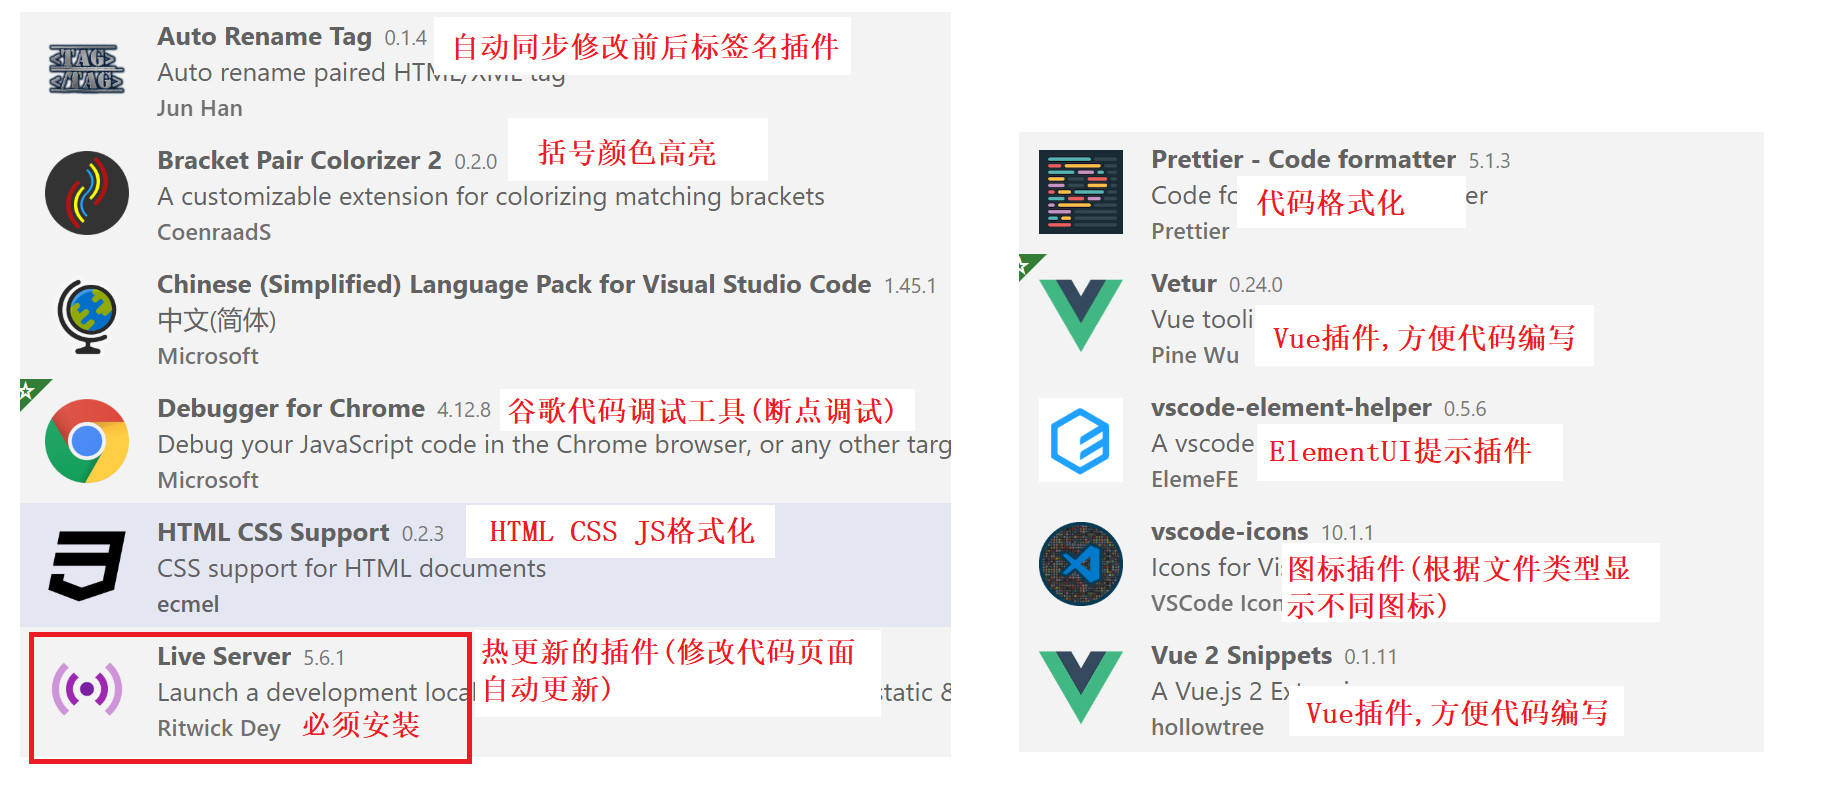 Auto Rename Tag 0.1.4
自动同步修改前后标签名插件
Auto rename paired HTML/XML tag
Jun Han
Bracket Pair Colorizer 2 0.2.0
括号颜色高亮
A customizable extension for colorizing matching brackets
CoenraadS
Chinese (Simplified) Language Pack for Visual Studio Code 1.45.1
中文(简体)
Microsoft
Debugger for Chrome 4.12.8
谷歌代码调试工具(断点调试)
Debug your JavaScript code in the Chrome browser, or any other targ
Microsoft
HTML CSS Support 0.2.3
HTML CSS JS格式化
CSS support for HTML documents
ecmel
Live Server 5.6.1
热更新的插件(修改代码页面
自动更新)
Launch a development local static &
Ritwick Dey
必须安装
Prettier - Code formatter 5.1.3
Code fo er
代码格式化
Prettier
Vetur 0.24.0
Vue tooli
Vue插件,方便代码编写
Pine Wu
vscode-element-helper 0.5.6
A vscode
ElementUI提示插件
ElemeFE
vscode-icons 10.1.1
Icons for Vi
图标插件(根据文件类型显
示不同图标)
VSCode Icon
Vue 2 Snippets 0.1.11
A Vue.js 2 Ex
Vue插件,方便代码编写
hollowtree
TAG
TAG